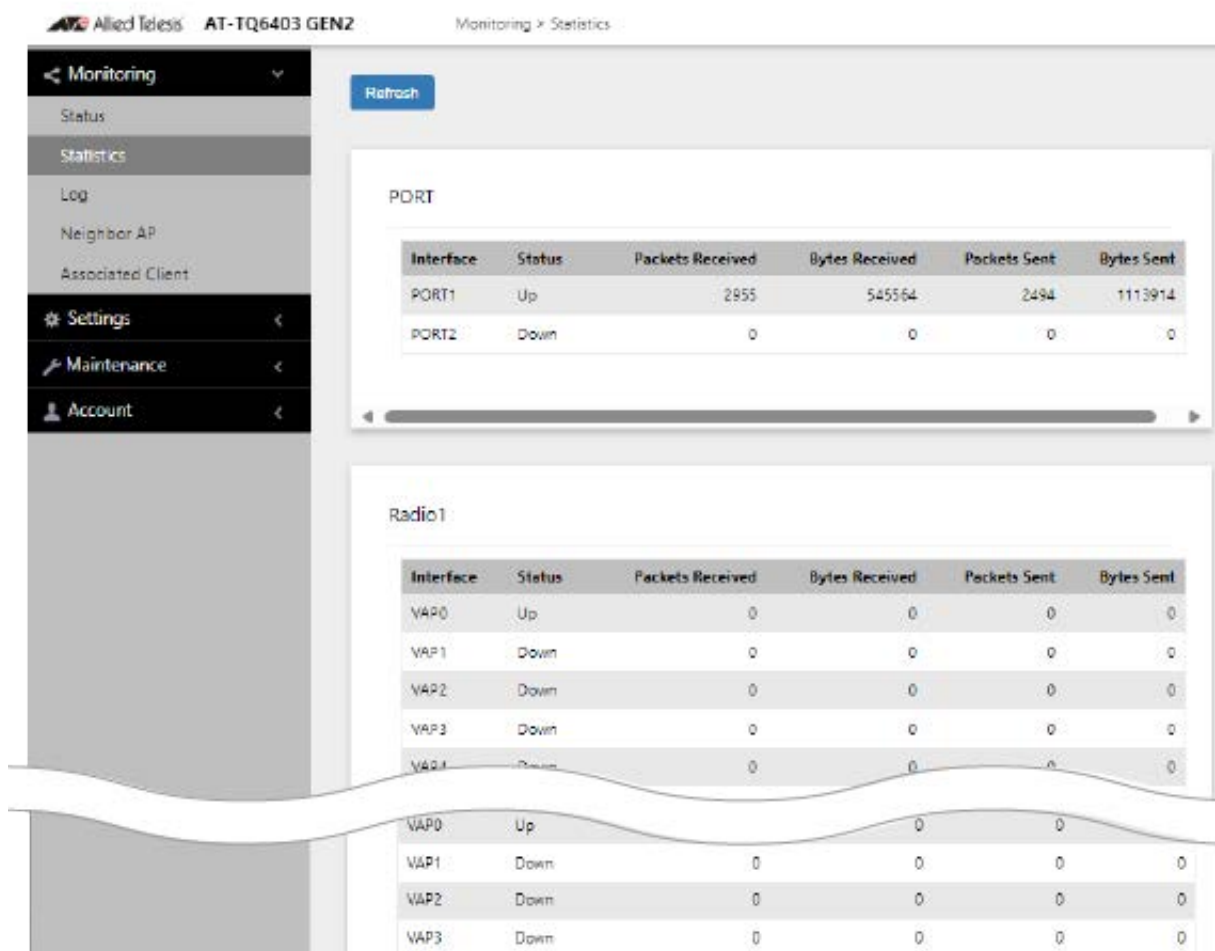 Allied Telesis AT-TQ6403 GEN2 Monitoring > Statistics
Monitoring
Status
Statistics
Log
Neighbor AP
Associated Client
Settings
Maintenance
Account
Refresh
PORT
Interface Status Packets Received Bytes Received Packets Sent Bytes Sent
PORT1 Up 2955 545564 2494 1113914
PORT2 Down 0 0 0 0
Radio1
Interface Status Packets Received Bytes Received Packets Sent Bytes Sent
VAP0 Up 0 0 0 0
VAP1 Down 0 0 0 0
VAP2 Down 0 0 0 0
VAP3 Down 0 0 0 0
VAP4 Down 0 0 0 0
VAP0 Up 0 0
VAP1 Down 0 0 0 0
VAP2 Down 0 0 0 0
VAP3 Down 0 0 0 0